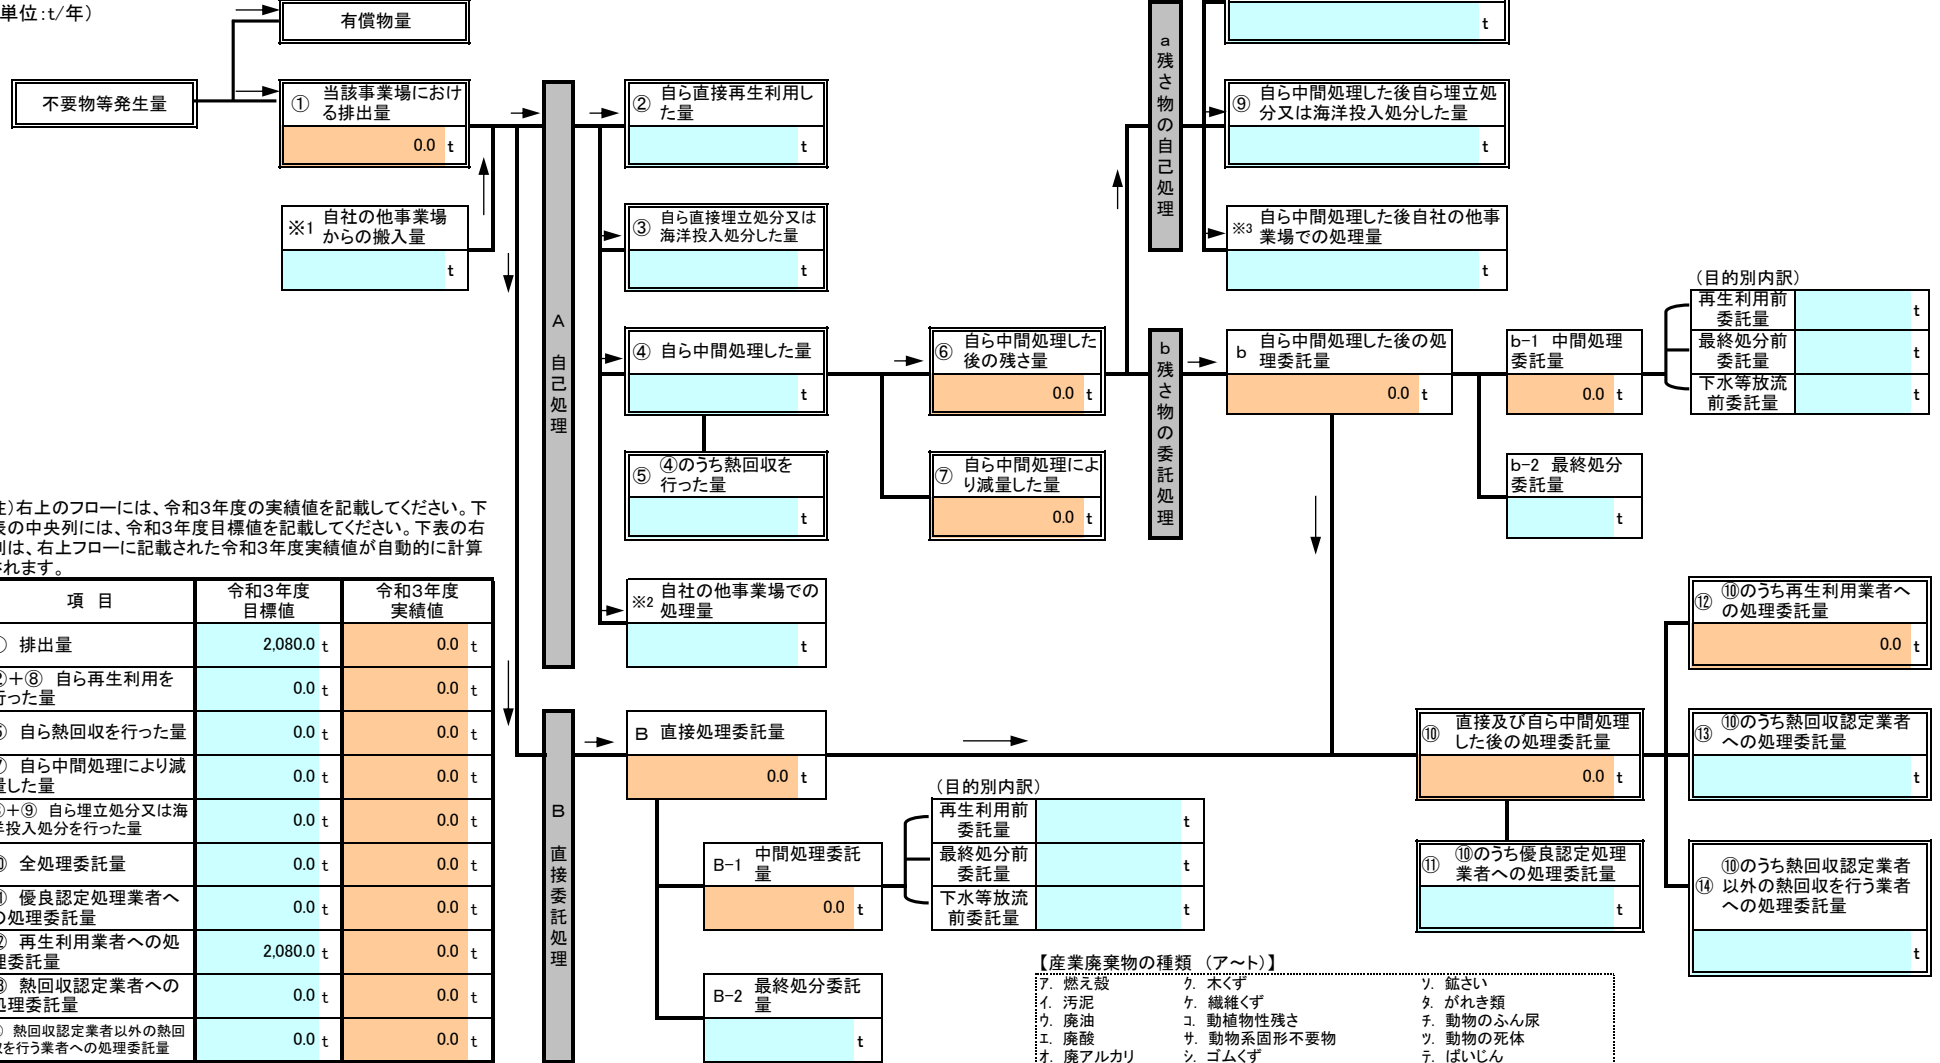 単位:t/年）
有償物量
不要物等発生量
① 当該事業場におけ
る排出量
0.0 t
※1 自社の他事業場
からの搬入量
t
A 自己処理
② 自ら直接再生利用し
た量
t
③ 自ら直接埋立処分又は
海洋投入処分した量
t
④ 自ら中間処理した量
t
⑤ ④のうち熱回収を
行った量
t
※2 自社の他事業場での
処理量
t
⑥ 自ら中間処理した
後の残さ量
0.0 t
⑦ 自ら中間処理によ
り減量した量
0.0 t
a 残さ物の自己処理
t
⑨ 自ら中間処理した後自ら埋立処
分又は海洋投入処分した量
t
※3 自ら中間処理した後自社の他事
業場での処理量
t
b 残さ物の委託処理
b 自ら中間処理した後の処
理委託量
0.0 t
b-1 中間処理
委託量
0.0 t
b-2 最終処分
委託量
t
（目的別内訳）
再生利用前
委託量
t
最終処分前
委託量
t
下水等放流
前委託量
t
)右上のフローには、令和3年度の実績値を記載してください。下
表の中央列には、令和3年度目標値を記載してください。下表の右
列は、右上フローに記載された令和3年度実績値が自動的に計算
されます。
項 目 令和3年度
目標値 令和3年度
実績値
① 排出量 2,080.0 t 0.0 t
②+⑧ 自ら再生利用を
行った量 0.0 t 0.0 t
⑤ 自ら熱回収を行った量 0.0 t 0.0 t
⑦ 自ら中間処理により減
量した量 0.0 t 0.0 t
③+⑨ 自ら埋立処分又は海
洋投入処分を行った量 0.0 t 0.0 t
⑩ 全処理委託量 0.0 t 0.0 t
⑪ 優良認定処理業者へ
の処理委託量 0.0 t 0.0 t
⑫ 再生利用業者への処
理委託量 2,080.0 t 0.0 t
⑬ 熱回収認定業者への
処理委託量 0.0 t 0.0 t
熱回収認定業者以外の熱回
収を行う業者への処理委託量 0.0 t 0.0 t
B 直接委託処理
B 直接処理委託量
0.0 t
B-1 中間処理委託
量
0.0 t
B-2 最終処分委託
量
t
（目的別内訳）
再生利用前
委託量
t
最終処分前
委託量
t
下水等放流
前委託量
t
⑩ 直接及び自ら中間処理
した後の処理委託量
0.0 t
⑪ ⑩のうち優良認定処理
業者への処理委託量
t
⑫ ⑩のうち再生利用業者へ
の処理委託量
0.0 t
⑬ ⑩のうち熱回収認定業者
への処理委託量
t
⑭ ⑩のうち熱回収認定業者
以外の熱回収を行う業者
への処理委託量
t
【産業廃棄物の種類 （ア～ト）】
ア. 燃え殻 ク. 木くず ソ. 鉱さい
イ. 汚泥 ケ. 繊維くず タ. がれき類
ウ. 廃油 コ. 動植物性残さ チ. 動物のふん尿
エ. 廃酸 サ. 動物系固形不要物 ツ. 動物の死体
オ. 廃アルカリ シ. ゴムくず テ. ばいじん